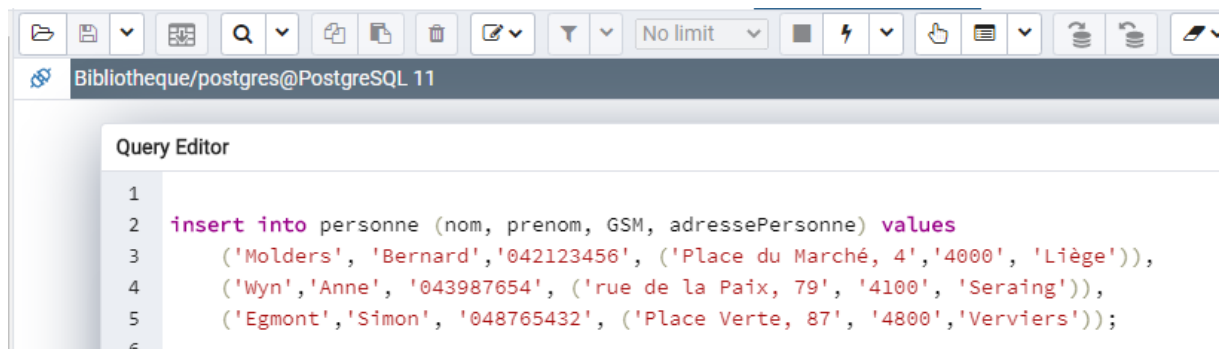 No limit
Bibliotheque/postgres@PostgreSQL 11
Query Editor
1
2 insert into personne (nom, prenom, GSM, adressePersonne) values
3 ('Molders', 'Bernard','042123456', ('Place du Marché, 4','4000', 'Liège')),
4 ('Wyn','Anne', '043987654', ('rue de la Paix, 79', '4100', 'Seraing')),
5 ('Egmont','Simon', '048765432', ('Place Verte, 87', '4800','Verviers'));
6